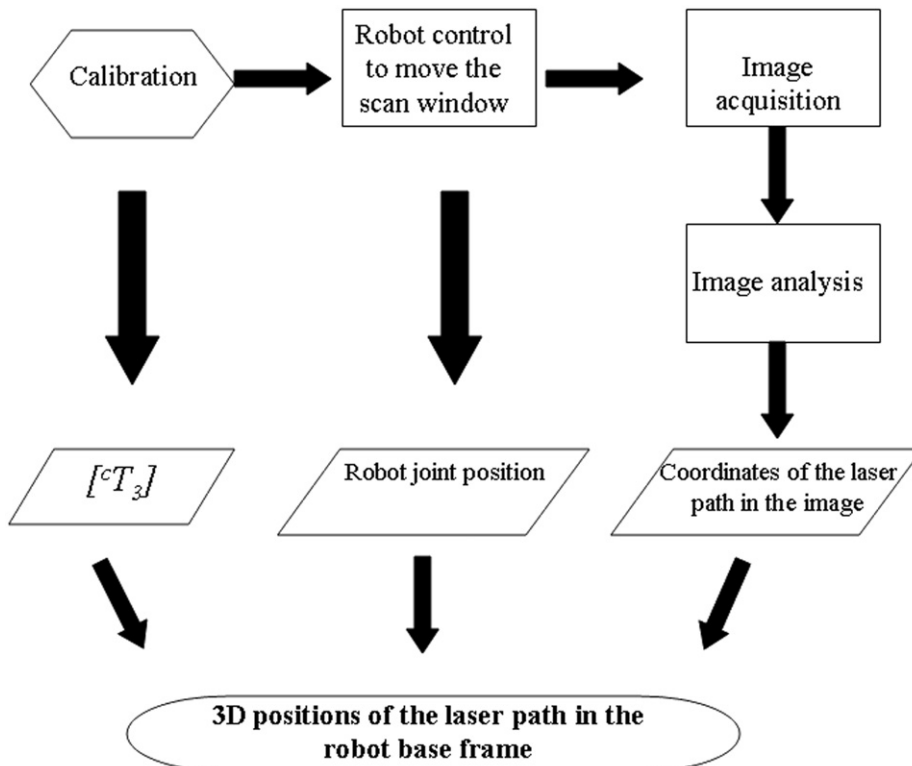 Calibration
Robot control
to move the
scan window
Image
acquisition
Image analysis
[ᶜT₃]
Robot joint position
Coordinates of the laser
path in the image
3D positions of the laser path in the
robot base frame